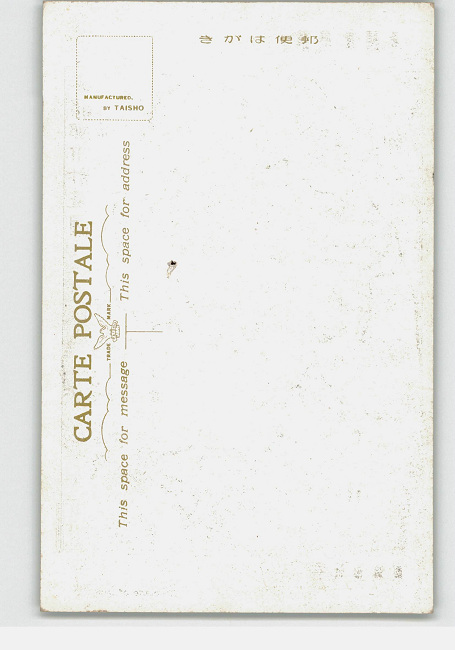 きがは便郵
MANUFACTURED.
BY TAISHO
CARTE POSTALE
TRADE MARK
This space for message
This space for address